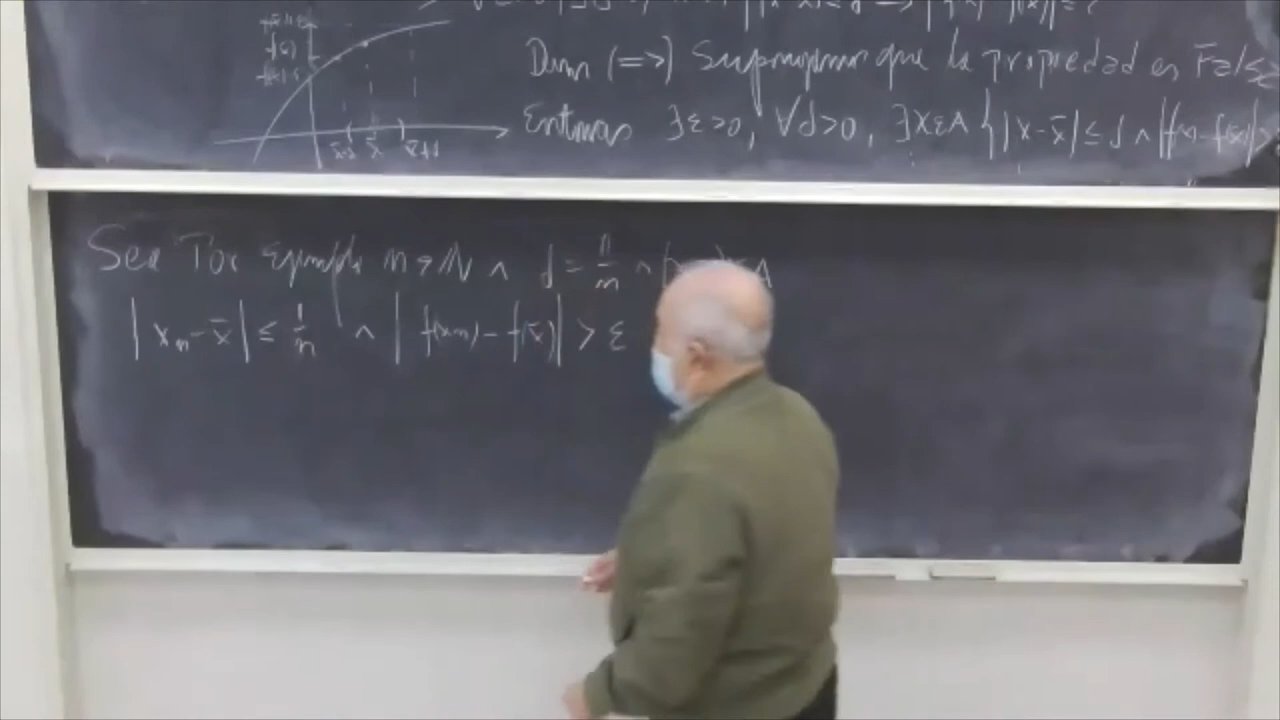 Dem (=>) Supongamos que la propiedad es Falsa
Entonces ∃ε>0, ∀δ>0, ∃x∈A {|x-x̄|≤δ ∧ |f(x)-f(x̄)|>
x̄-δ x̄ x̄+δ
Sea Por ejemplo n∈ℕ ∧ δ=1/n ∧
|xₙ-x̄| ≤ 1/n ∧ |f(xₙ)-f(x̄)| > ε